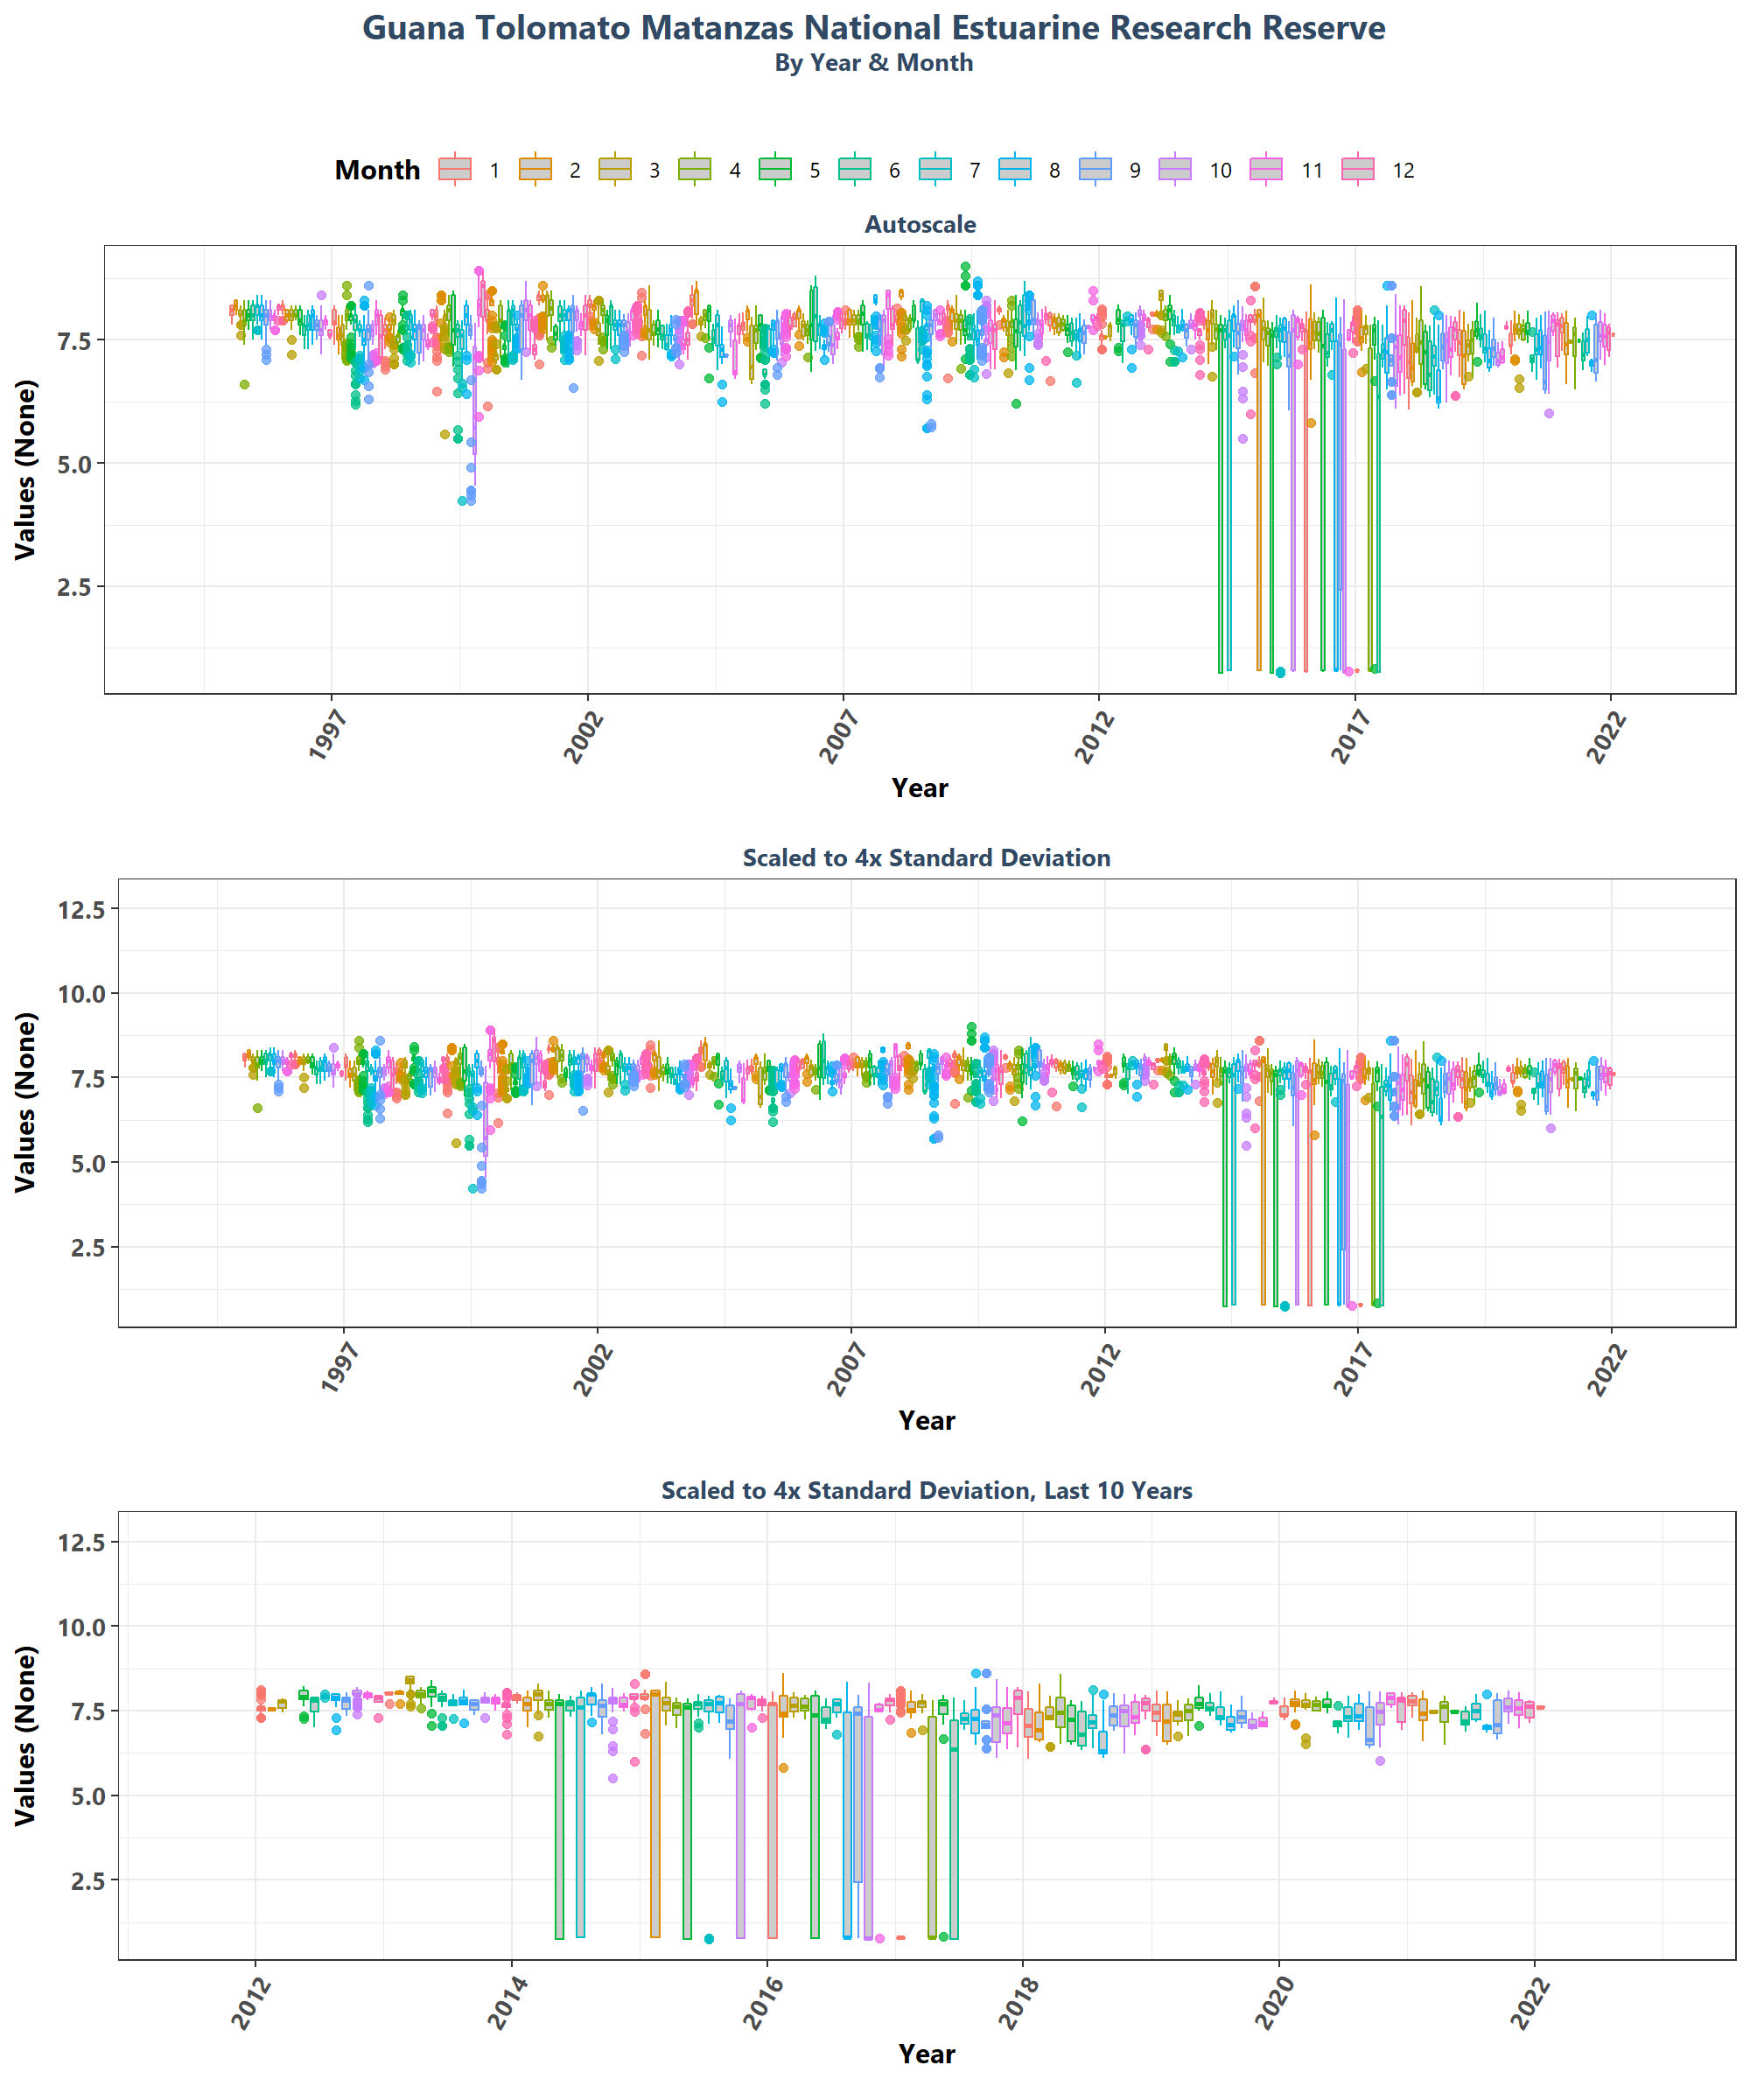 Guana Tolomato Matanzas National Estuarine Research Reserve
By Year & Month
Month 1 2 3 4 5 6 7 8 9 10 11 12
Autoscale
Values (None)
7.5
5.0
2.5
1997 2002 2007 2012 2017 2022
Year
Scaled to 4x Standard Deviation
Values (None)
12.5
10.0
7.5
5.0
2.5
1997 2002 2007 2012 2017 2022
Year
Scaled to 4x Standard Deviation, Last 10 Years
Values (None)
12.5
10.0
7.5
5.0
2.5
2012 2014 2016 2018 2020 2022
Year